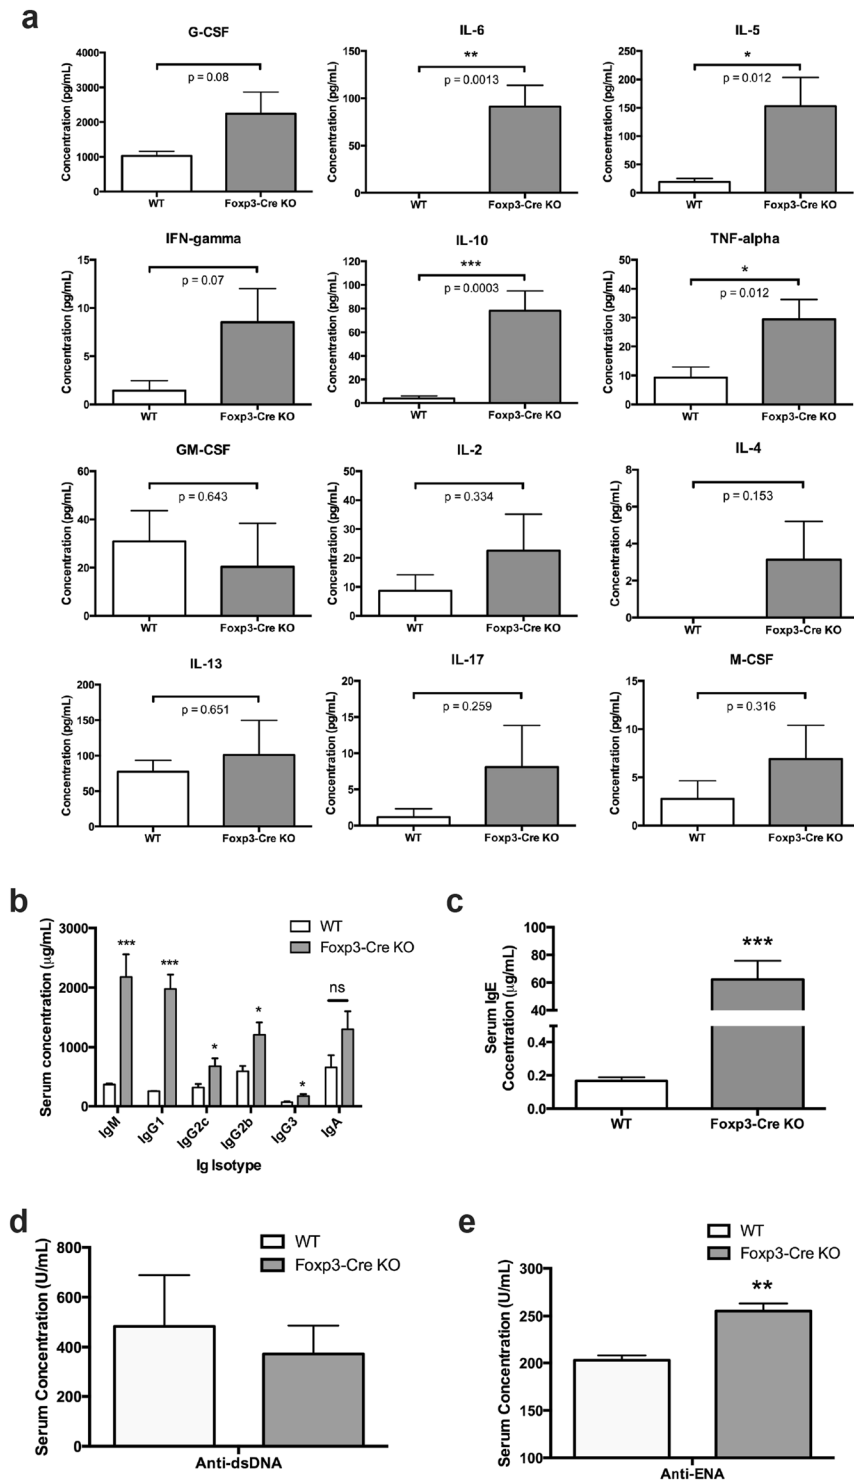 a
G-CSF
Concentration (pg/mL)
4000
3000
2000
1000
0
p = 0.08
WT
Foxp3-Cre KO
IL-6
Concentration (pg/mL)
150
100
50
0
**
p = 0.0013
WT
Foxp3-Cre KO
IL-5
Concentration (pg/mL)
250
200
150
100
50
0
*
p = 0.012
WT
Foxp3-Cre KO
IFN-gamma
Concentration (pg/mL)
15
10
5
0
p = 0.07
WT
Foxp3-Cre KO
IL-10
Concentration (pg/mL)
120
100
80
60
40
20
0
***
p = 0.0003
WT
Foxp3-Cre KO
TNF-alpha
Concentration (pg/mL)
50
40
30
20
10
0
*
p = 0.012
WT
Foxp3-Cre KO
GM-CSF
Concentration (pg/mL)
60
40
20
0
p = 0.643
WT
Foxp3-Cre KO
IL-2
Concentration (pg/mL)
50
40
30
20
10
0
p = 0.334
WT
Foxp3-Cre KO
IL-4
Concentration (pg/mL)
8
6
4
2
0
p = 0.153
WT
Foxp3-Cre KO
IL-13
Concentration (pg/mL)
200
150
100
50
0
p = 0.651
WT
Foxp3-Cre KO
IL-17
Concentration (pg/mL)
20
15
10
5
0
p = 0.259
WT
Foxp3-Cre KO
M-CSF
Concentration (pg/mL)
15
10
5
0
p = 0.316
WT
Foxp3-Cre KO
b
Serum concentration (µg/mL)
3000
2000
1000
0
WT
Foxp3-Cre KO
***
***
*
*
*
ns
IgM
IgG1
IgG2c
IgG2b
IgG3
IgA
Ig Isotype
c
Serum IgE
Cocentration (µg/mL)
100
80
60
40
0.4
0.2
0.0
***
WT
Foxp3-Cre KO
d
Serum Concentration (U/mL)
800
600
400
200
0
WT
Foxp3-Cre KO
Anti-dsDNA
e
Serum Concentration (U/mL)
300
250
200
150
100
WT
Foxp3-Cre KO
**
Anti-ENA